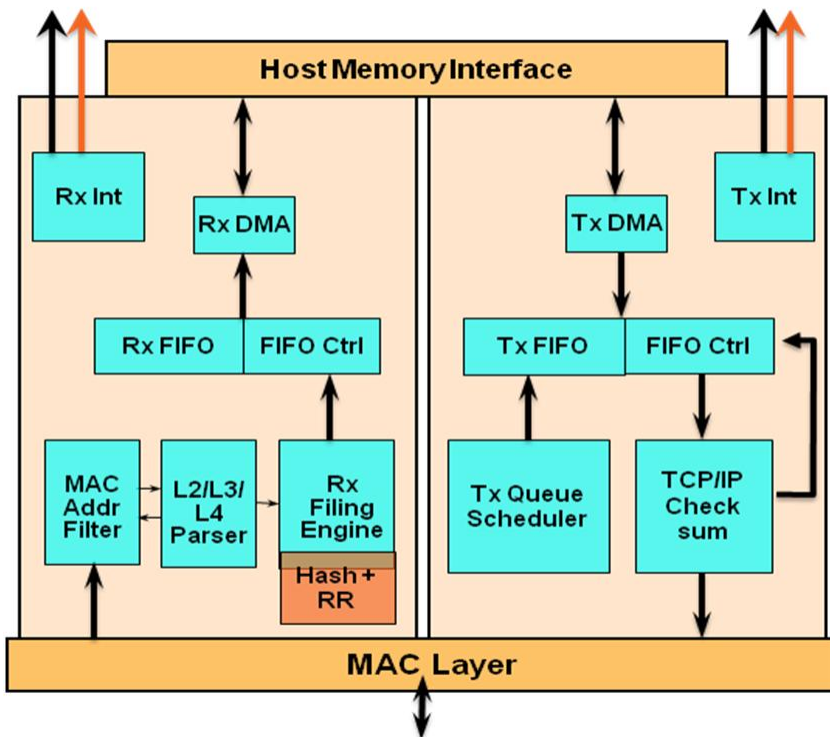 Host Memory Interface
Rx Int
Tx Int
Rx DMA
Tx DMA
Rx FIFO
FIFO Ctrl
Tx FIFO
FIFO Ctrl
MAC
Addr
Filter
L2/L3/
L4
Parser
Rx
Filing
Engine
Hash +
RR
Tx Queue
Scheduler
TCP/IP
Check
sum
MAC Layer